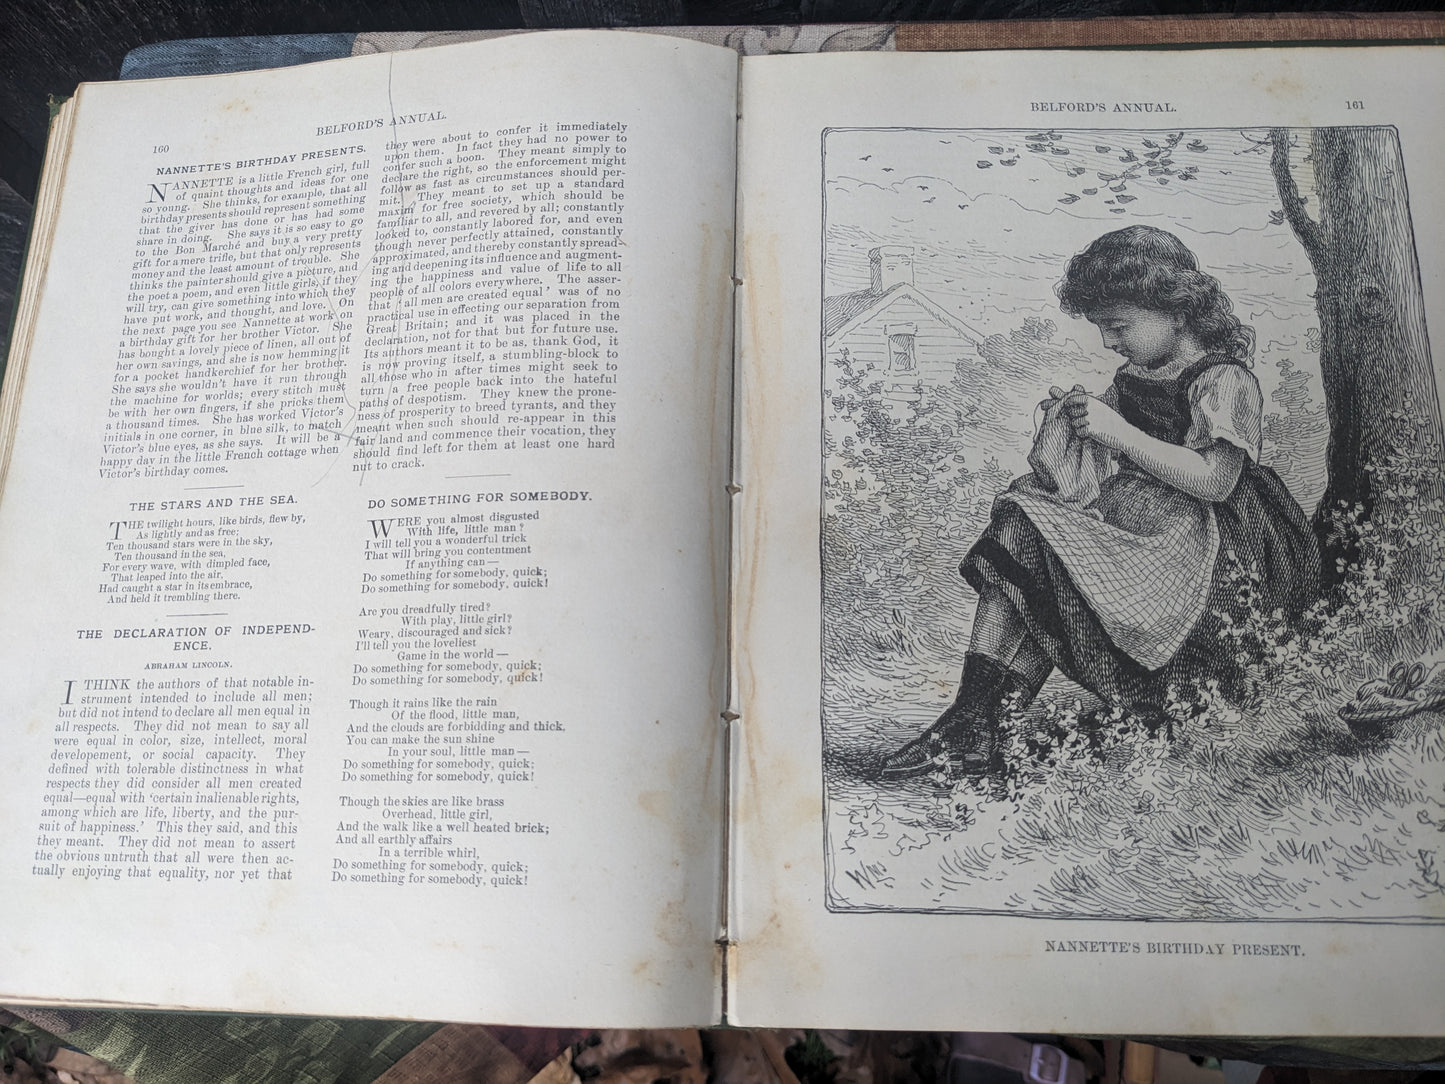 160
BELFORD'S ANNUAL.
NANNETTE'S BIRTHDAY PRESENTS.
NANNETTE is a little French girl, full
of quaint thoughts and ideas for one
so young. She thinks, for example, that all
birthday presents should represent something
that the giver has done or has had some
share in doing. She says it is so easy to go
to the Bon Marché and buy a very pretty
gift for a mere trifle, but that only represents
money and the least amount of trouble. She
thinks the painter should give a picture, and
the poet a poem, and even little girls, if they
will try, can give something into which they
have put work, and thought, and love. On
the next page you see Nannette at work on
a birthday gift for her brother Victor. She
has bought a lovely piece of linen, all out of
her own savings, and she is now hemming it
for a pocket handkerchief for her brother.
She says she wouldn't have it run through
the machine for worlds; every stitch must
be with her own fingers, if she pricks them
a thousand times. She has worked Victor's
initials in one corner, in blue silk, to match
Victor's blue eyes, as she says. It will be a
happy day in the little French cottage when
Victor's birthday comes.
THE STARS AND THE SEA.
THE twilight hours, like birds, flew by,
As lightly and as free;
Ten thousand stars were in the sky,
Ten thousand in the sea,
For every wave, with dimpled face,
That leaped into the air,
Had caught a star in its embrace,
And held it trembling there.
THE DECLARATION OF INDEPEND-
ENCE.
ABRAHAM LINCOLN.
I THINK the authors of that notable in-
strument intended to include all men;
but did not intend to declare all men equal in
all respects. They did not mean to say all
were equal in color, size, intellect, moral
developement, or social capacity. They
defined with tolerable distinctness in what
respects they did consider all men created
equal—equal with 'certain inalienable rights,
among which are life, liberty, and the pur-
suit of happiness.' This they said, and this
they meant. They did not mean to assert
the obvious untruth that all were then ac-
tually enjoying that equality, nor yet that
they were about to confer it immediately
upon them. In fact they had no power to
confer such a boon. They meant simply to
declare the right, so the enforcement might
follow as fast as circumstances should per-
mit. They meant to set up a standard
maxim for free society, which should be
familiar to all, and revered by all; constantly
looked to, constantly labored for, and even
though never perfectly attained, constantly
approximated, and thereby constantly spread-
ing and deepening its influence and augment-
ing the happiness and value of life to all
people of all colors everywhere. The asser-
that 'all men are created equal' was of no
practical use in effecting our separation from
Great Britain; and it was placed in the
declaration, not for that but for future use.
Its authors meant it to be as, thank God, it
is now proving itself, a stumbling-block to
all those who in after times might seek to
turn a free people back into the hateful
paths of despotism. They knew the prone-
ness of prosperity to breed tyrants, and they
meant when such should re-appear in this
fair land and commence their vocation, they
should find left for them at least one hard
nut to crack.
DO SOMETHING FOR SOMEBODY.
WERE you almost disgusted
With life, little man?
I will tell you a wonderful trick
That will bring you contentment
If anything can—
Do something for somebody, quick;
Do something for somebody, quick!
Are you dreadfully tired?
With play, little girl?
Weary, discouraged and sick?
I'll tell you the loveliest
Game in the world—
Do something for somebody, quick;
Do something for somebody, quick!
Though it rains like the rain
Of the flood, little man,
And the clouds are forbidding and thick,
You can make the sun shine
In your soul, little man—
Do something for somebody, quick;
Do something for somebody, quick!
Though the skies are like brass
Overhead, little girl,
And the walk like a well heated brick;
And all earthly affairs
In a terrible whirl,
Do something for somebody, quick;
Do something for somebody, quick!
BELFORD'S ANNUAL.
161
NANNETTE'S BIRTHDAY PRESENT.